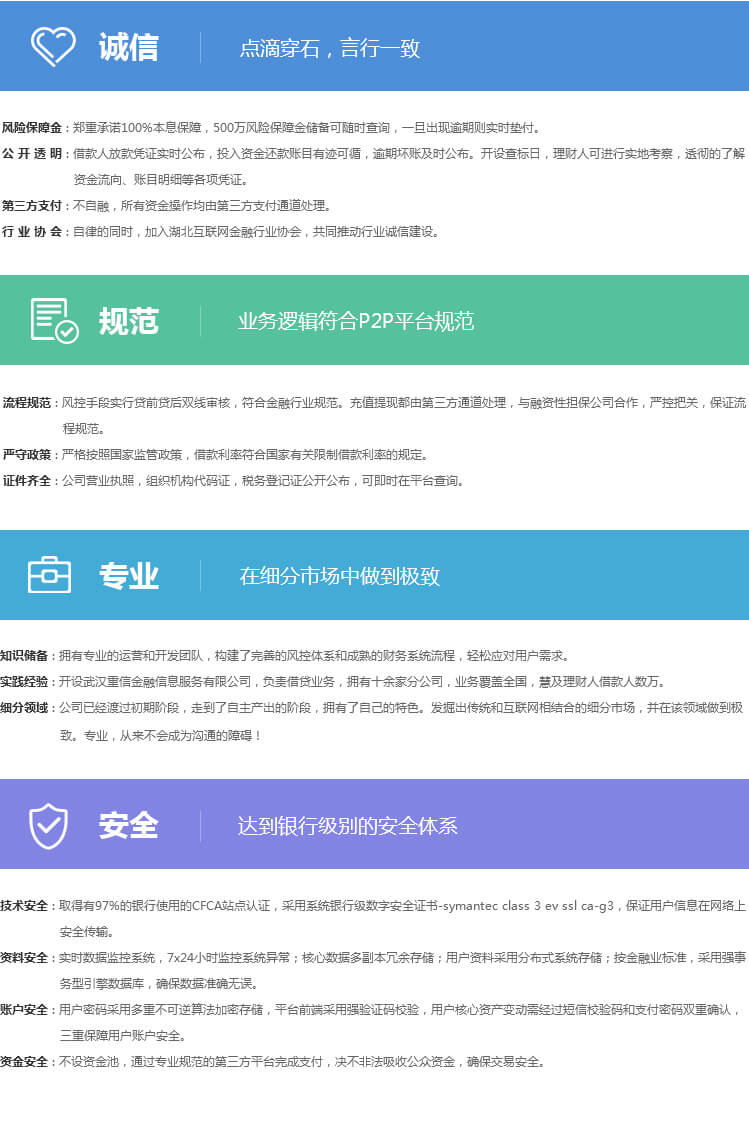 诚信
点滴穿石，言行一致
风险保障金：郑重承诺100%本息保障，500万风险保障金储备可随时查询，一旦出现逾期则实时垫付。
公 开 透 明：借款人放款凭证实时公布，投入资金还款账目有迹可循，逾期坏账及时公布。开设查标日，理财人可进行实地考察，透彻的了解
资金流向、账目明细等各项凭证。
第三方支付：不自融，所有资金操作均由第三方支付通道处理。
行 业 协 会：自律的同时，加入湖北互联网金融行业协会，共同推动行业诚信建设。
规范
业务逻辑符合P2P平台规范
流程规范：风控手段实行贷前贷后双线审核，符合金融行业规范。充值提现都由第三方通道处理，与融资性担保公司合作，严控把关，保证流
程规范。
严守政策：严格按照国家监管政策，借款利率符合国家有关限制借款利率的规定。
证件齐全：公司营业执照，组织机构代码证，税务登记证公开公布，可即时在平台查询。
专业
在细分市场中做到极致
知识储备：拥有专业的运营和开发团队，构建了完善的风控体系和成熟的财务系统流程，轻松应对用户需求。
实践经验：开设武汉重信金融信息服务有限公司，负责借贷业务，拥有十余家分公司，业务覆盖全国，慧及理财人借款人数万。
细分领域：公司已经渡过初期阶段，走到了自主产出的阶段，拥有了自己的特色。发掘出传统和互联网相结合的细分市场，并在该领域做到极
致。专业，从来不会成为沟通的障碍！
安全
达到银行级别的安全体系
技术安全：取得有97%的银行使用的CFCA站点认证，采用系统银行级数字安全证书-symantec class 3 ev ssl ca-g3，保证用户信息在网络上
安全传输。
资料安全：实时数据监控系统，7x24小时监控系统异常；核心数据多副本冗余存储；用户资料采用分布式系统存储；按金融业标准，采用强事
务型引擎数据库，确保数据准确无误。
账户安全：用户密码采用多重不可逆算法加密存储，平台前端采用强验证码校验，用户核心资产变动需经过短信校验码和支付密码双重确认，
三重保障用户账户安全。
资金安全：不设资金池，通过专业规范的第三方平台完成支付，决不非法吸收公众资金，确保交易安全。